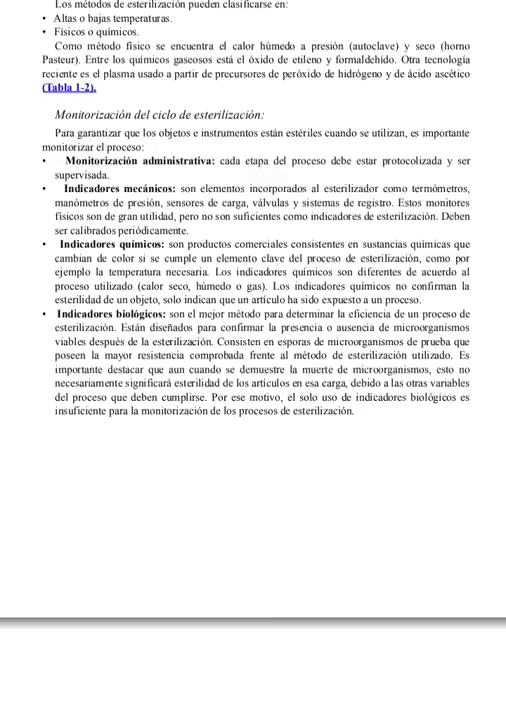 Los métodos de esterilización pueden clasificarse en:
• Altas o bajas temperaturas.
• Físicos o químicos.
Como método físico se encuentra el calor húmedo a presión (autoclave) y seco (horno
Pasteur). Entre los químicos gaseosos está el óxido de etileno y formaldehído. Otra tecnología
reciente es el plasma usado a partir de precursores de peróxido de hidrógeno y de ácido ascético
(Tabla 1-2).
Monitorización del ciclo de esterilización:
Para garantizar que los objetos e instrumentos están estériles cuando se utilizan, es importante
monitorizar el proceso:
• Monitorización administrativa: cada etapa del proceso debe estar protocolizada y ser
supervisada.
• Indicadores mecánicos: son elementos incorporados al esterilizador como termómetros,
manómetros de presión, sensores de carga, válvulas y sistemas de registro. Estos monitores
físicos son de gran utilidad, pero no son suficientes como indicadores de esterilización. Deben
ser calibrados periódicamente.
• Indicadores químicos: son productos comerciales consistentes en sustancias químicas que
cambian de color si se cumple un elemento clave del proceso de esterilización, como por
ejemplo la temperatura necesaria. Los indicadores químicos son diferentes de acuerdo al
proceso utilizado (calor seco, húmedo o gas). Los indicadores químicos no confirman la
esterilidad de un objeto, solo indican que un artículo ha sido expuesto a un proceso.
• Indicadores biológicos: son el mejor método para determinar la eficiencia de un proceso de
esterilización. Están diseñados para confirmar la presencia o ausencia de microorganismos
viables después de la esterilización. Consisten en esporas de microorganismos de prueba que
poseen la mayor resistencia comprobada frente al método de esterilización utilizado. Es
importante destacar que aun cuando se demuestre la muerte de microorganismos, esto no
necesariamente significará esterilidad de los artículos en esa carga, debido a las otras variables
del proceso que deben cumplirse. Por ese motivo, el solo uso de indicadores biológicos es
insuficiente para la monitorización de los procesos de esterilización.